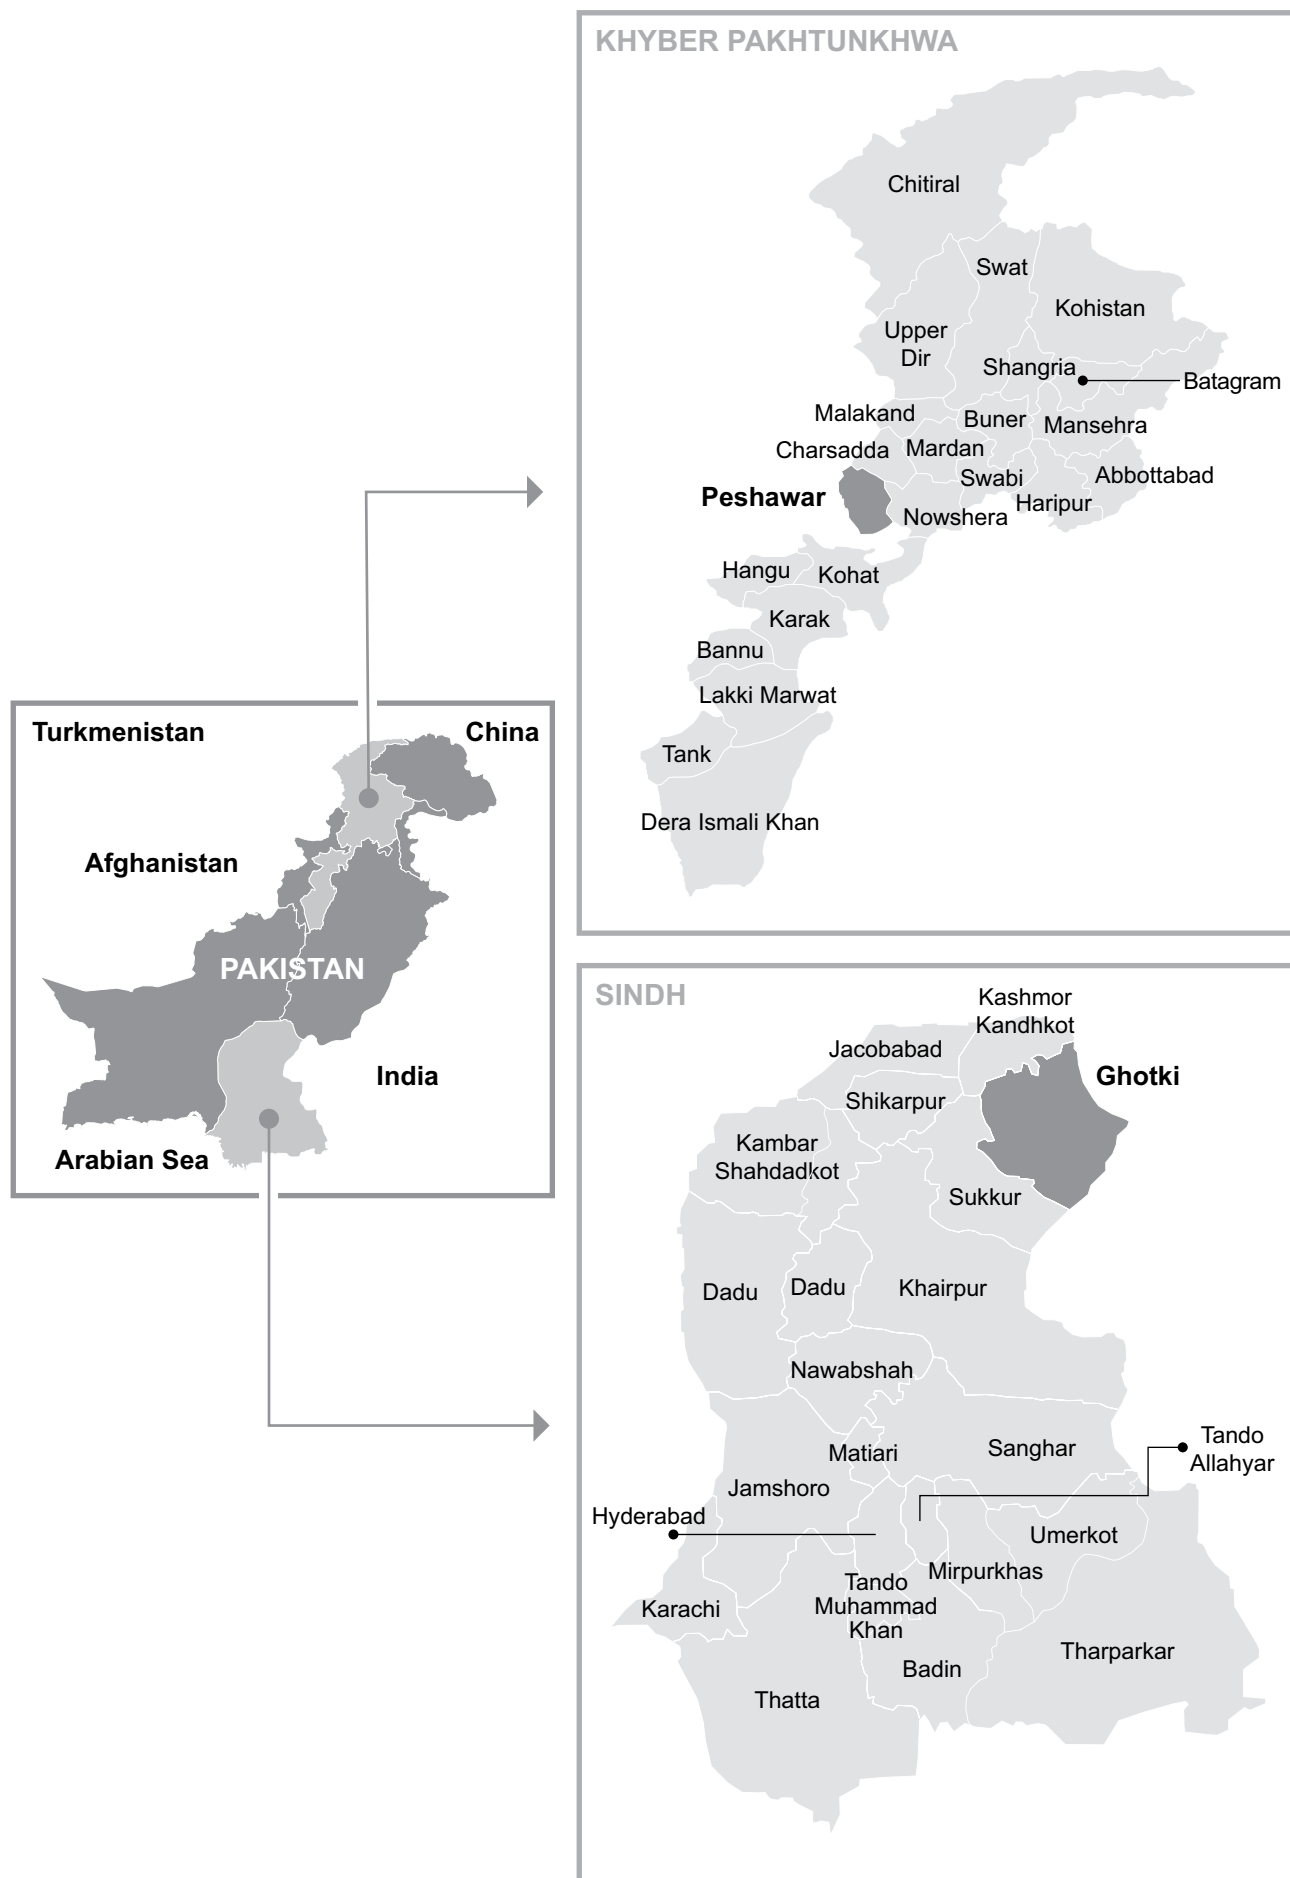 KHYBER PAKHTUNKHWA
Chitiral
Swat
Kohistan
Upper
Dir
Shangria
Batagram
Malakand
Buner
Mansehra
Charsadda
Mardan
Swabi
Abbottabad
Peshawar
Nowshera
Haripur
Hangu
Kohat
Karak
Bannu
Lakki Marwat
Tank
Dera Ismali Khan
Turkmenistan
China
Afghanistan
PAKISTAN
India
Arabian Sea
SINDH
Kashmor
Kandhkot
Jacobabad
Ghotki
Shikarpur
Kambar
Shahdadkot
Sukkur
Dadu
Dadu
Khairpur
Nawabshah
Matiari
Sanghar
Tando
Allahyar
Jamshoro
Hyderabad
Umerkot
Mirpurkhas
Tando
Muhammad
Khan
Karachi
Badin
Tharparkar
Thatta